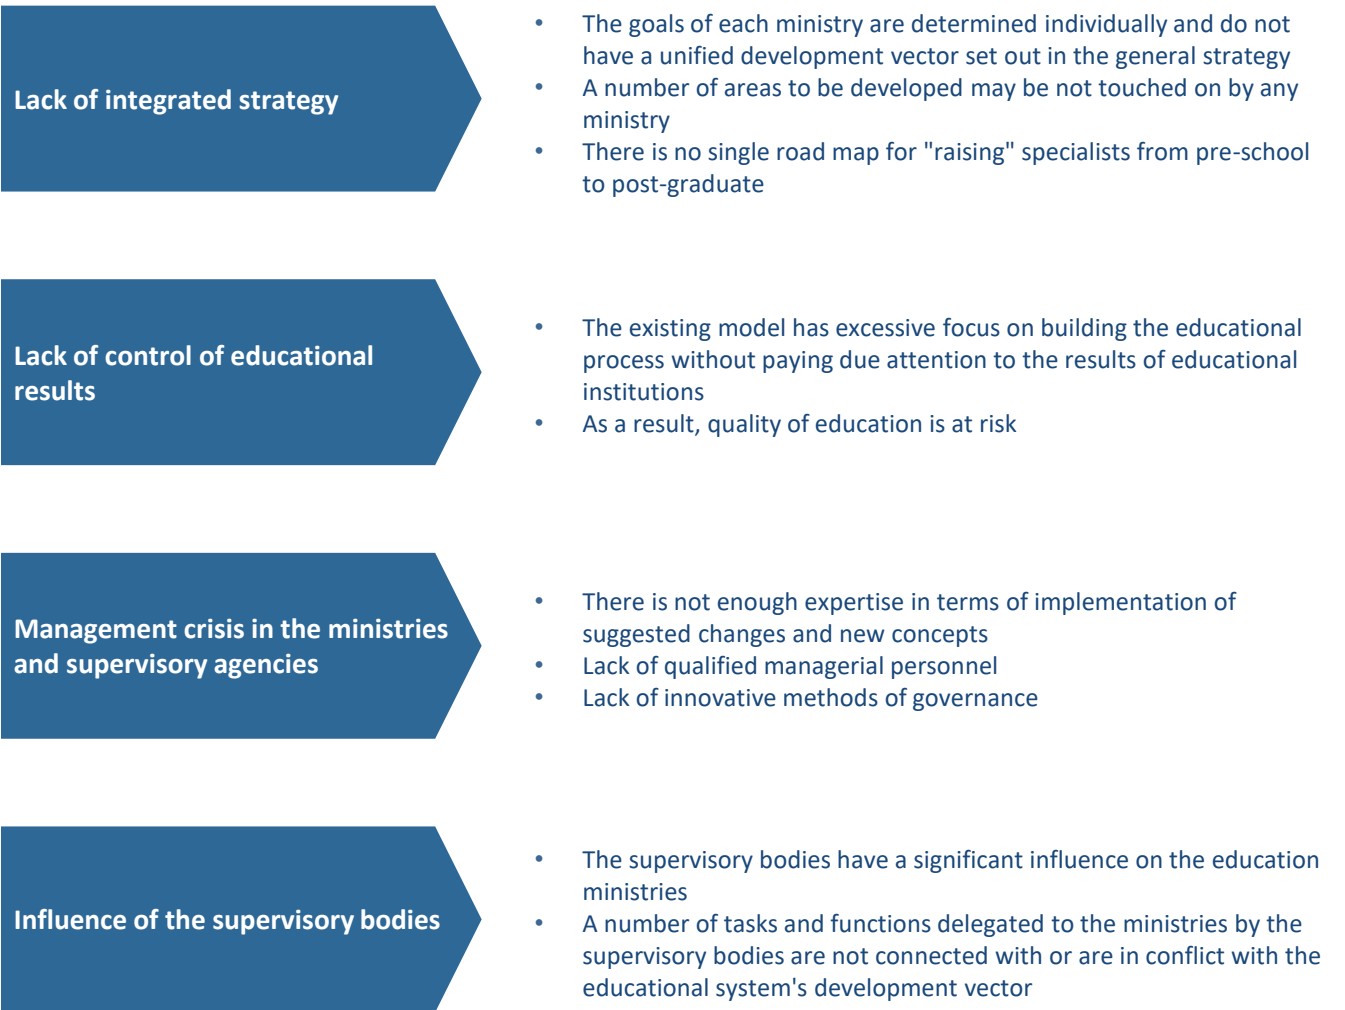 Lack of integrated strategy
• The goals of each ministry are determined individually and do not
have a unified development vector set out in the general strategy
• A number of areas to be developed may be not touched on by any
ministry
• There is no single road map for "raising" specialists from pre-school
to post-graduate
Lack of control of educational
results
• The existing model has excessive focus on building the educational
process without paying due attention to the results of educational
institutions
• As a result, quality of education is at risk
Management crisis in the ministries
and supervisory agencies
• There is not enough expertise in terms of implementation of
suggested changes and new concepts
• Lack of qualified managerial personnel
• Lack of innovative methods of governance
Influence of the supervisory bodies
• The supervisory bodies have a significant influence on the education
ministries
• A number of tasks and functions delegated to the ministries by the
supervisory bodies are not connected with or are in conflict with the
educational system's development vector